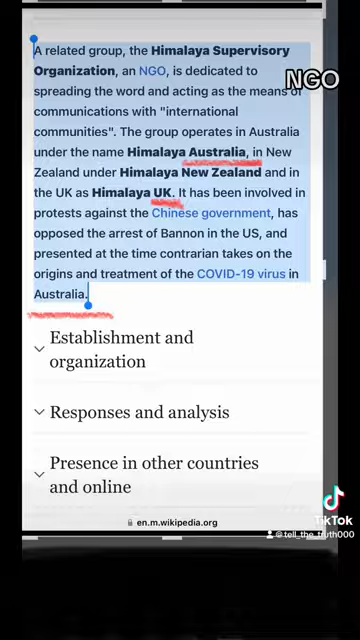 A related group, the Himalaya Supervisory
Organization, an NGO, is dedicated to
spreading the word and acting as the means of
communications with "international
communities". The group operates in Australia
under the name Himalaya Australia, in New
Zealand under Himalaya New Zealand and in
the UK as Himalaya UK. It has been involved in
protests against the Chinese government, has
opposed the arrest of Bannon in the US, and
presented at the time contrarian takes on the
origins and treatment of the COVID-19 virus in
Australia.
NGO
Establishment and
organization
Responses and analysis
Presence in other countries
and online
en.m.wikipedia.org
TikTok
@tell_the_truth000